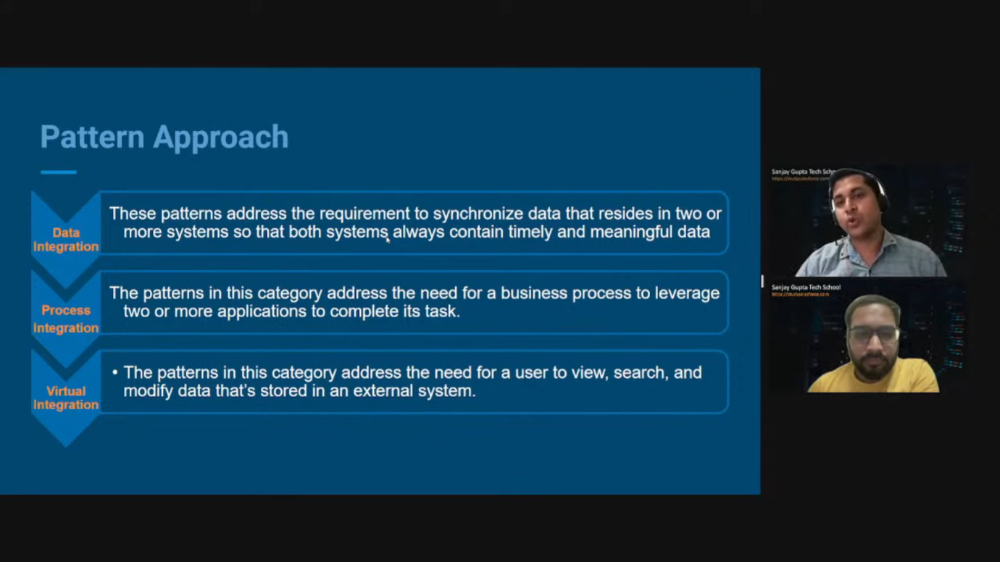 Pattern Approach
Data
Integration
These patterns address the requirement to synchronize data that resides in two or
more systems so that both systems always contain timely and meaningful data
Process
Integration
The patterns in this category address the need for a business process to leverage
two or more applications to complete its task.
Virtual
Integration
• The patterns in this category address the need for a user to view, search, and
modify data that's stored in an external system.
Sanjay Gupta Tech
Sanjay Gupta Tech School